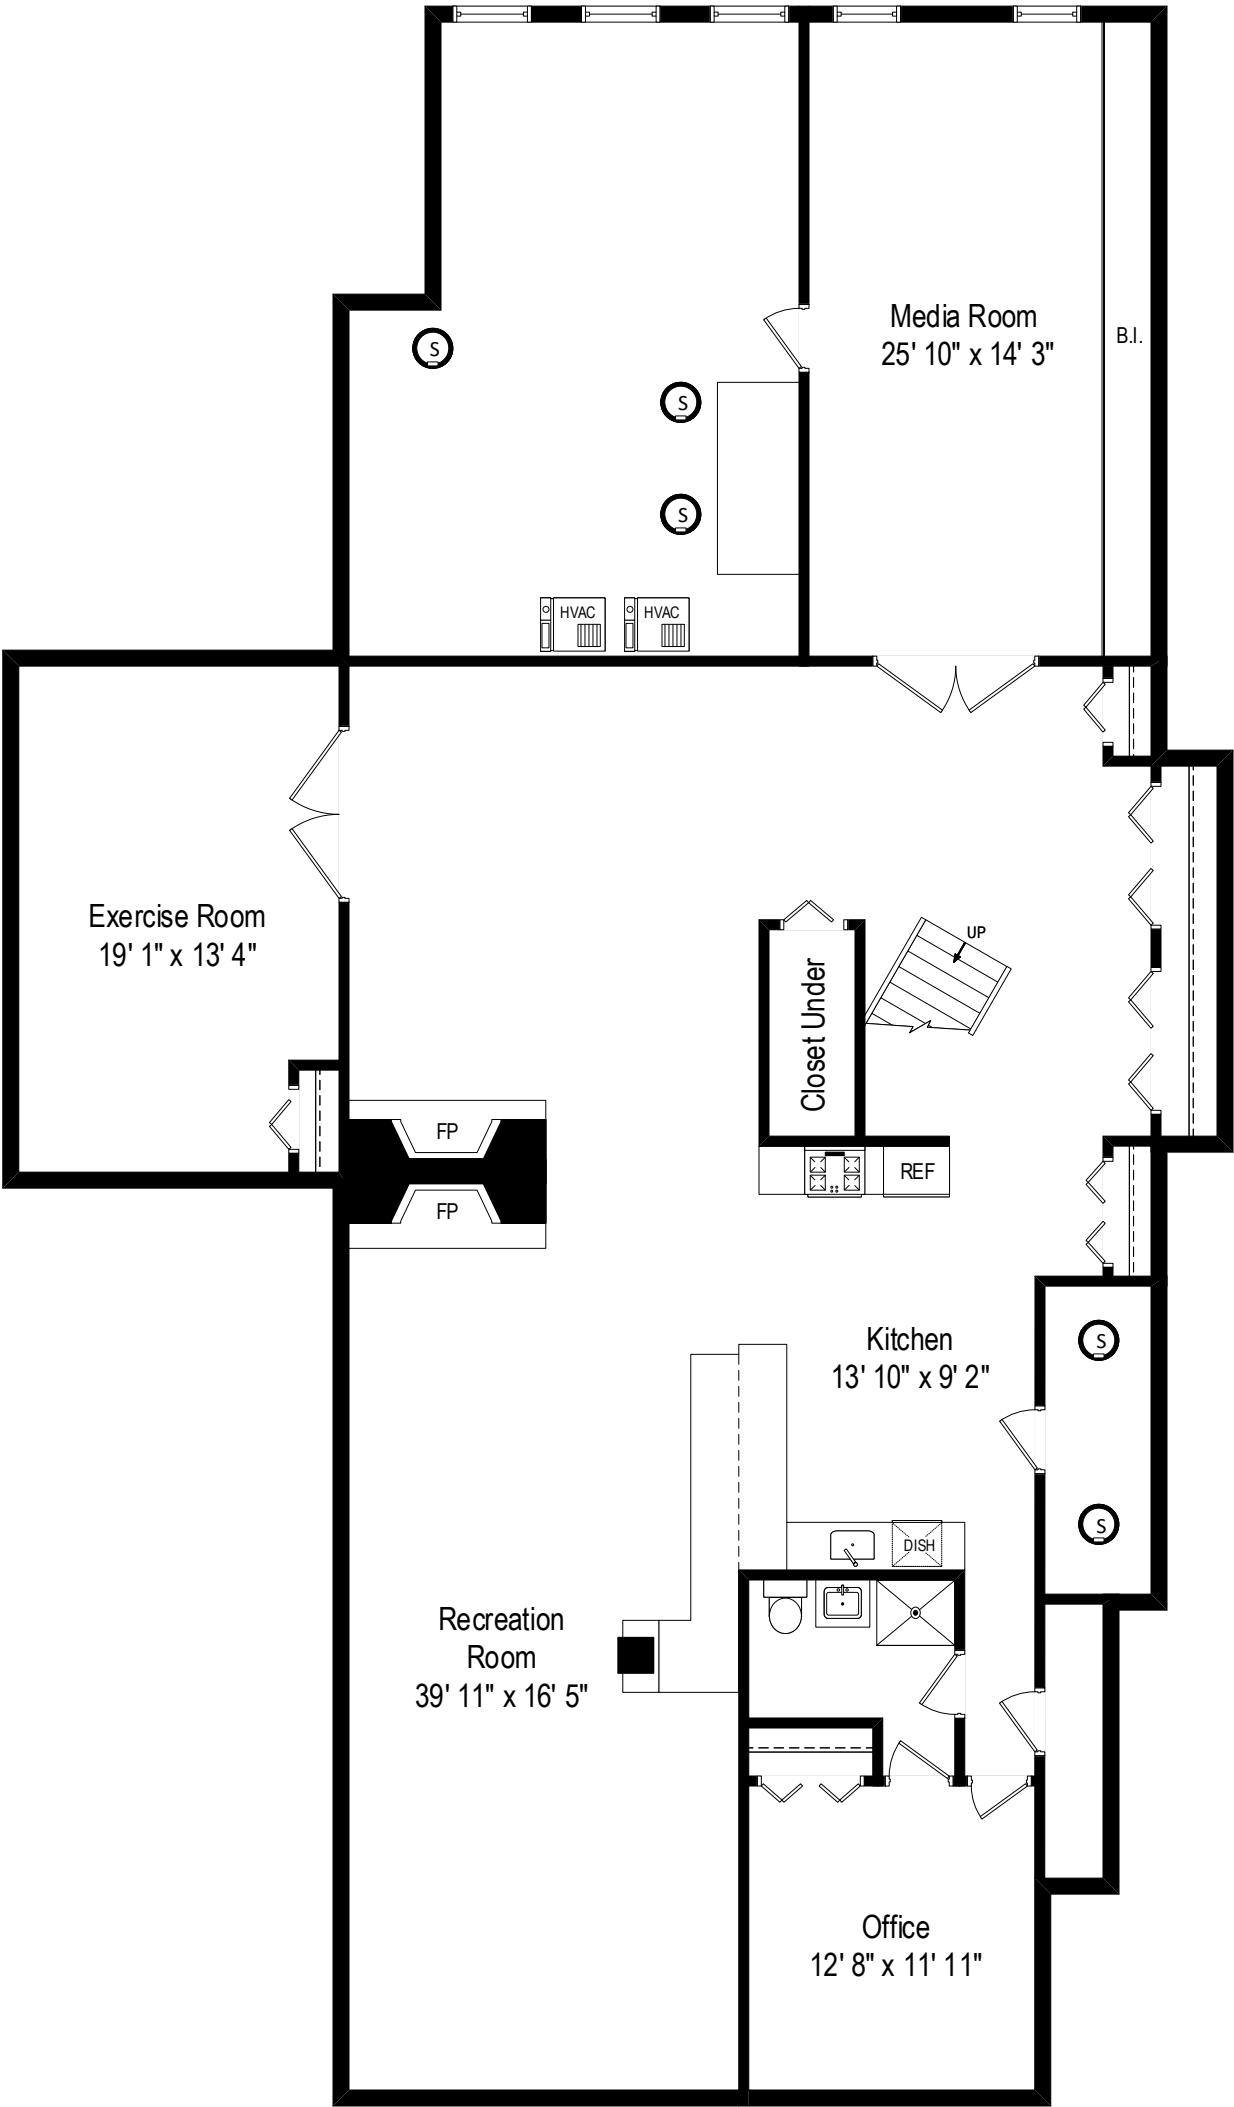 Media Room
25' 10" x 14' 3"
B.I.
S
S
S
HVAC
HVAC
Exercise Room
19' 1" x 13' 4"
UP
Closet Under
FP
REF
FP
Kitchen
13' 10" x 9' 2"
S
S
DISH
Recreation
Room
39' 11" x 16' 5"
Office
12' 8" x 11' 11"